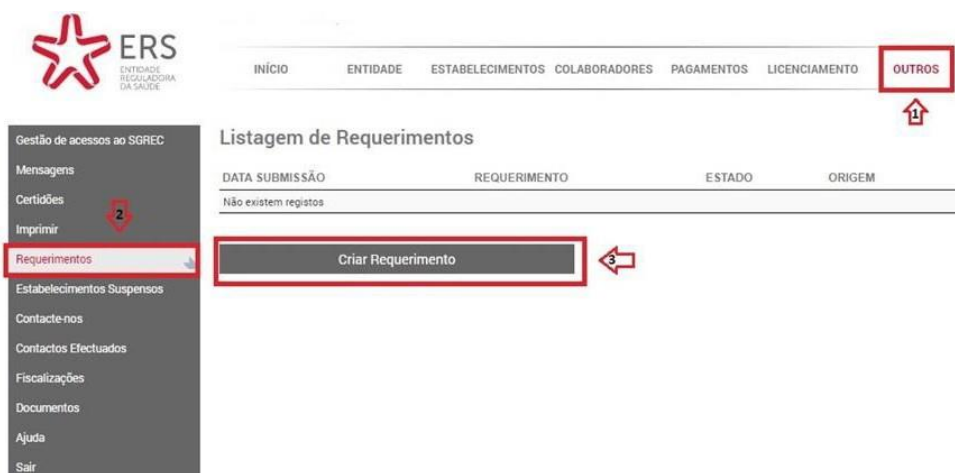 ERS
ENTIDADE
REGULADORA
DA SAÚDE
INÍCIO ENTIDADE ESTABELECIMENTOS COLABORADORES PAGAMENTOS LICENCIAMENTO OUTROS
1
Gestão de acessos ao SGREC
Mensagens
Certidões
Imprimir
2
Requerimentos
Estabelecimentos Suspensos
Contacte-nos
Contactos Efectuados
Fiscalizações
Documentos
Ajuda
Sair
Listagem de Requerimentos
DATA SUBMISSÃO REQUERIMENTO ESTADO ORIGEM
Não existem registos
Criar Requerimento
3